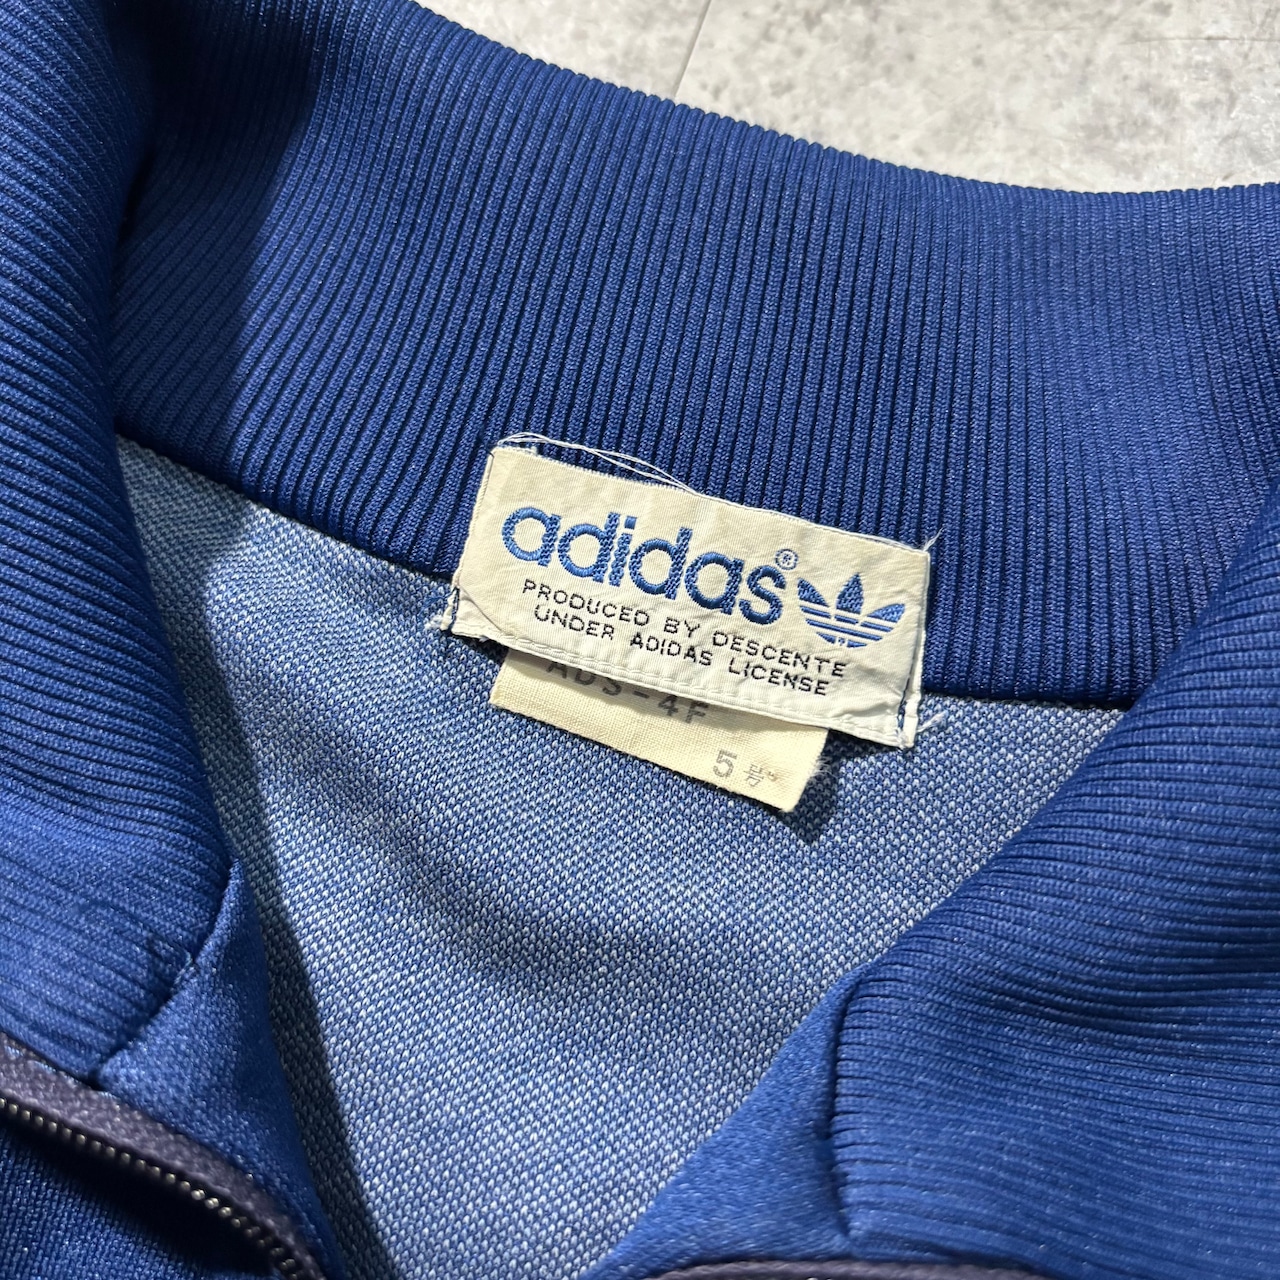 adidas®
PRODUCED BY DESCENTE
UNDER ADIDAS LICENSE
ADS-4F
5号